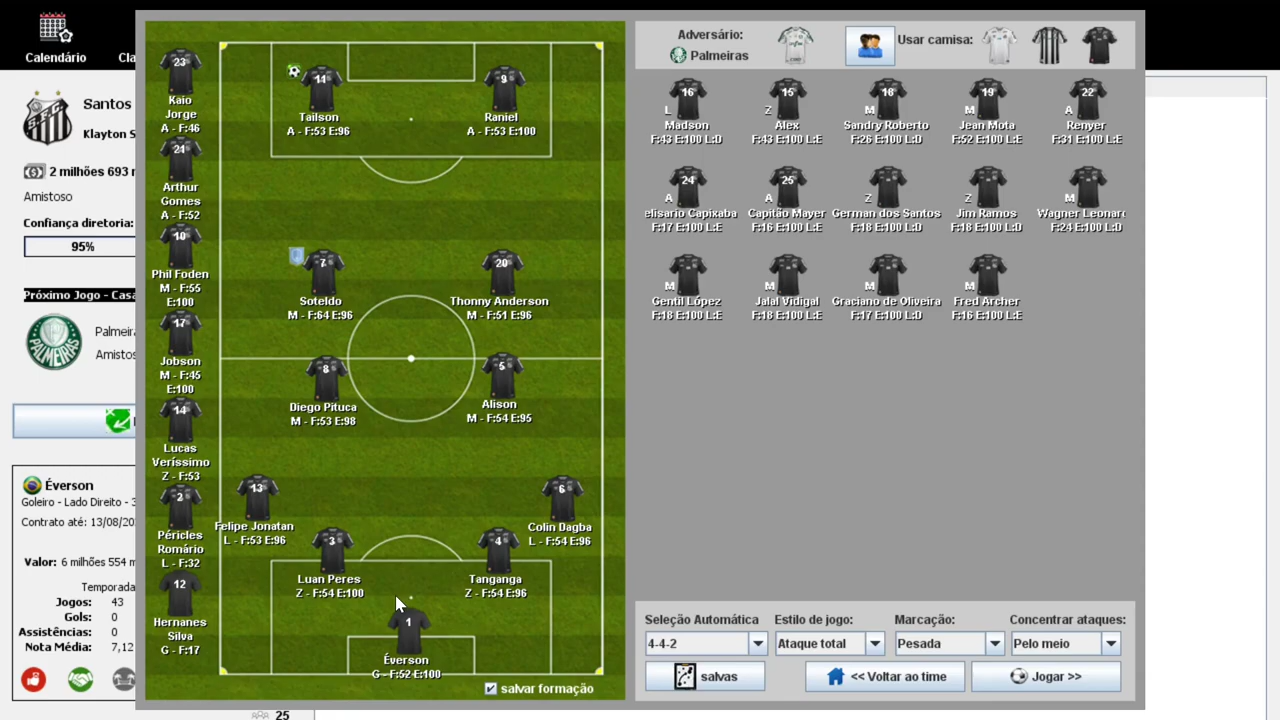 Calendário
Cla
Santos
Klayton S
2 milhões 693 r
Amistoso
Confiança diretoria:
95%
Próximo Jogo - Casa
PALMEIRAS
Palmeira
Amistos
Éverson
Goleiro - Lado Direito - 3
Contrato até: 13/08/20
Valor: 6 milhões 554 m
Temporada
Jogos: 43
Gols: 0
Assistências: 0
Nota Média: 7,12
25
23
Kaio
Jorge
A - F:46
21
Arthur
Gomes
A - F:52
10
Phil Foden
M - F:55
E:100
17
Jobson
M - F:45
E:100
14
Lucas
Veríssimo
Z - F:53
2
Péricles
Romário
L - F:32
12
Hernanes
Silva
G - F:17
11
Tailson
A - F:53 E:96
9
Raniel
A - F:53 E:100
7
Soteldo
M - F:64 E:96
20
Thonny Anderson
M - F:51 E:96
8
Diego Pituca
M - F:53 E:98
5
Alison
M - F:54 E:95
13
Felipe Jonatan
L - F:53 E:96
6
Colin Dagba
L - F:54 E:96
3
Luan Peres
Z - F:54 E:100
4
Tanganga
Z - F:54 E:96
1
Éverson
G - F:52 E:100
salvar formação
Adversário:
Palmeiras
Usar camisa:
16
L
Madson
F:43 E:100 L:D
15
Z
Alex
F:43 E:100 L:E
18
M
Sandry Roberto
F:26 E:100 L:D
19
M
Jean Mota
F:52 E:100 L:E
22
A
Renyer
F:31 E:100 L:E
24
A
elisario Capixaba
F:17 E:100 L:E
25
A
Capitão Mayer
F:16 E:100 L:E
Z
German dos Santos
F:18 E:100 L:D
Z
Jim Ramos
F:18 E:100 L:D
M
Wagner Leonar
F:24 E:100 L:D
M
Gentil López
F:18 E:100 L:E
M
Jalal Vidigal
F:18 E:100 L:E
M
Graciano de Oliveira
F:17 E:100 L:D
M
Fred Archer
F:16 E:100 L:E
Seleção Automática
4-4-2
Estilo de jogo:
Ataque total
Marcação:
Pesada
Concentrar ataques:
Pelo meio
salvas
<< Voltar ao time
Jogar >>